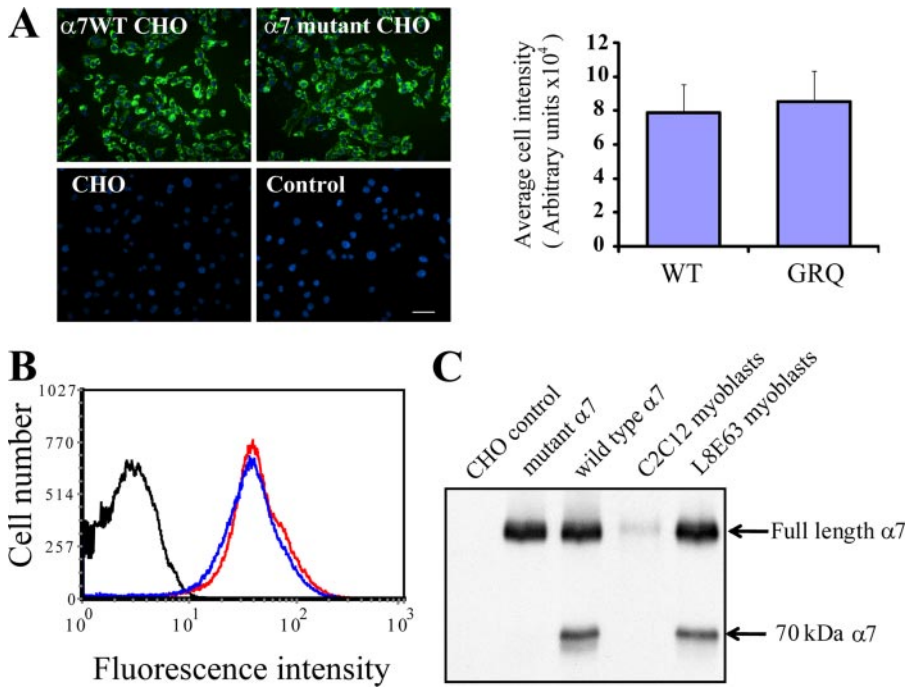 A
α7WT CHO
α7 mutant CHO
CHO
Control
Average cell intensity
( Arbitrary units x10⁴)
12
10
8
6
4
2
0
WT
GRQ
B
Cell number
1027
770
514
257
0
10⁰
10¹
10²
10³
Fluorescence intensity
C
CHO control
mutant α7
wild type α7
C2C12 myoblasts
L8E63 myoblasts
Full length α7
70 kDa α7